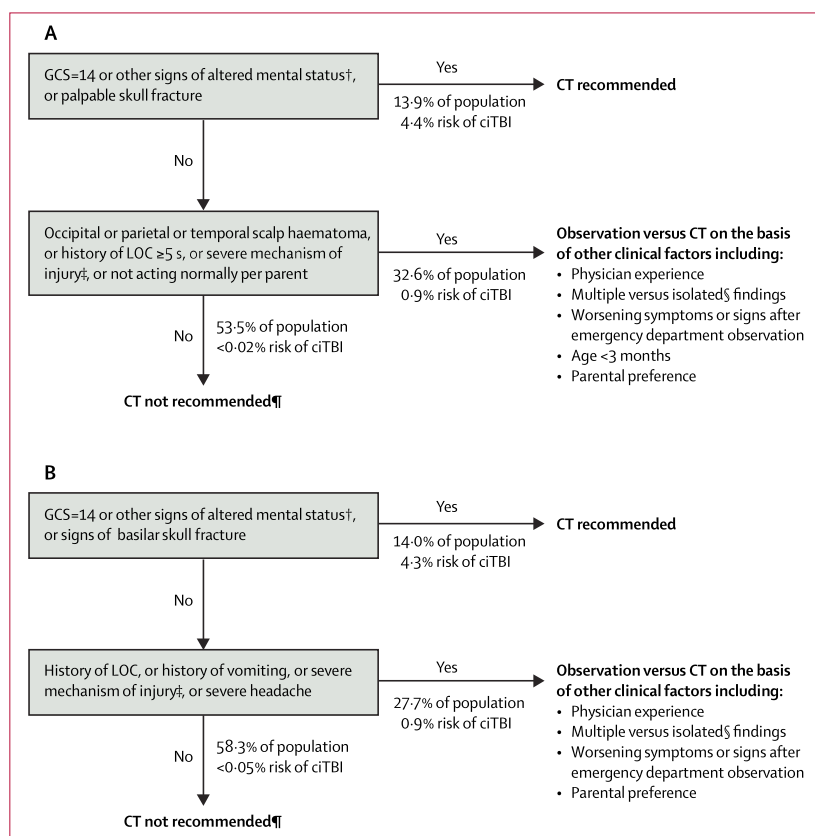 A
GCS=14 or other signs of altered mental status†,
or palpable skull fracture
Yes
13·9% of population
4·4% risk of ciTBI
CT recommended
No
Occipital or parietal or temporal scalp haematoma,
or history of LOC ≥5 s, or severe mechanism of
injury‡, or not acting normally per parent
Yes
32·6% of population
0·9% risk of ciTBI
Observation versus CT on the basis
of other clinical factors including:
• Physician experience
• Multiple versus isolated§ findings
• Worsening symptoms or signs after
emergency department observation
• Age <3 months
• Parental preference
No
53·5% of population
<0·02% risk of ciTBI
CT not recommended¶
B
GCS=14 or other signs of altered mental status†,
or signs of basilar skull fracture
Yes
14·0% of population
4·3% risk of ciTBI
CT recommended
No
History of LOC, or history of vomiting, or severe
mechanism of injury‡, or severe headache
Yes
27·7% of population
0·9% risk of ciTBI
Observation versus CT on the basis
of other clinical factors including:
• Physician experience
• Multiple versus isolated§ findings
• Worsening symptoms or signs after
emergency department observation
• Parental preference
No
58·3% of population
<0·05% risk of ciTBI
CT not recommended¶